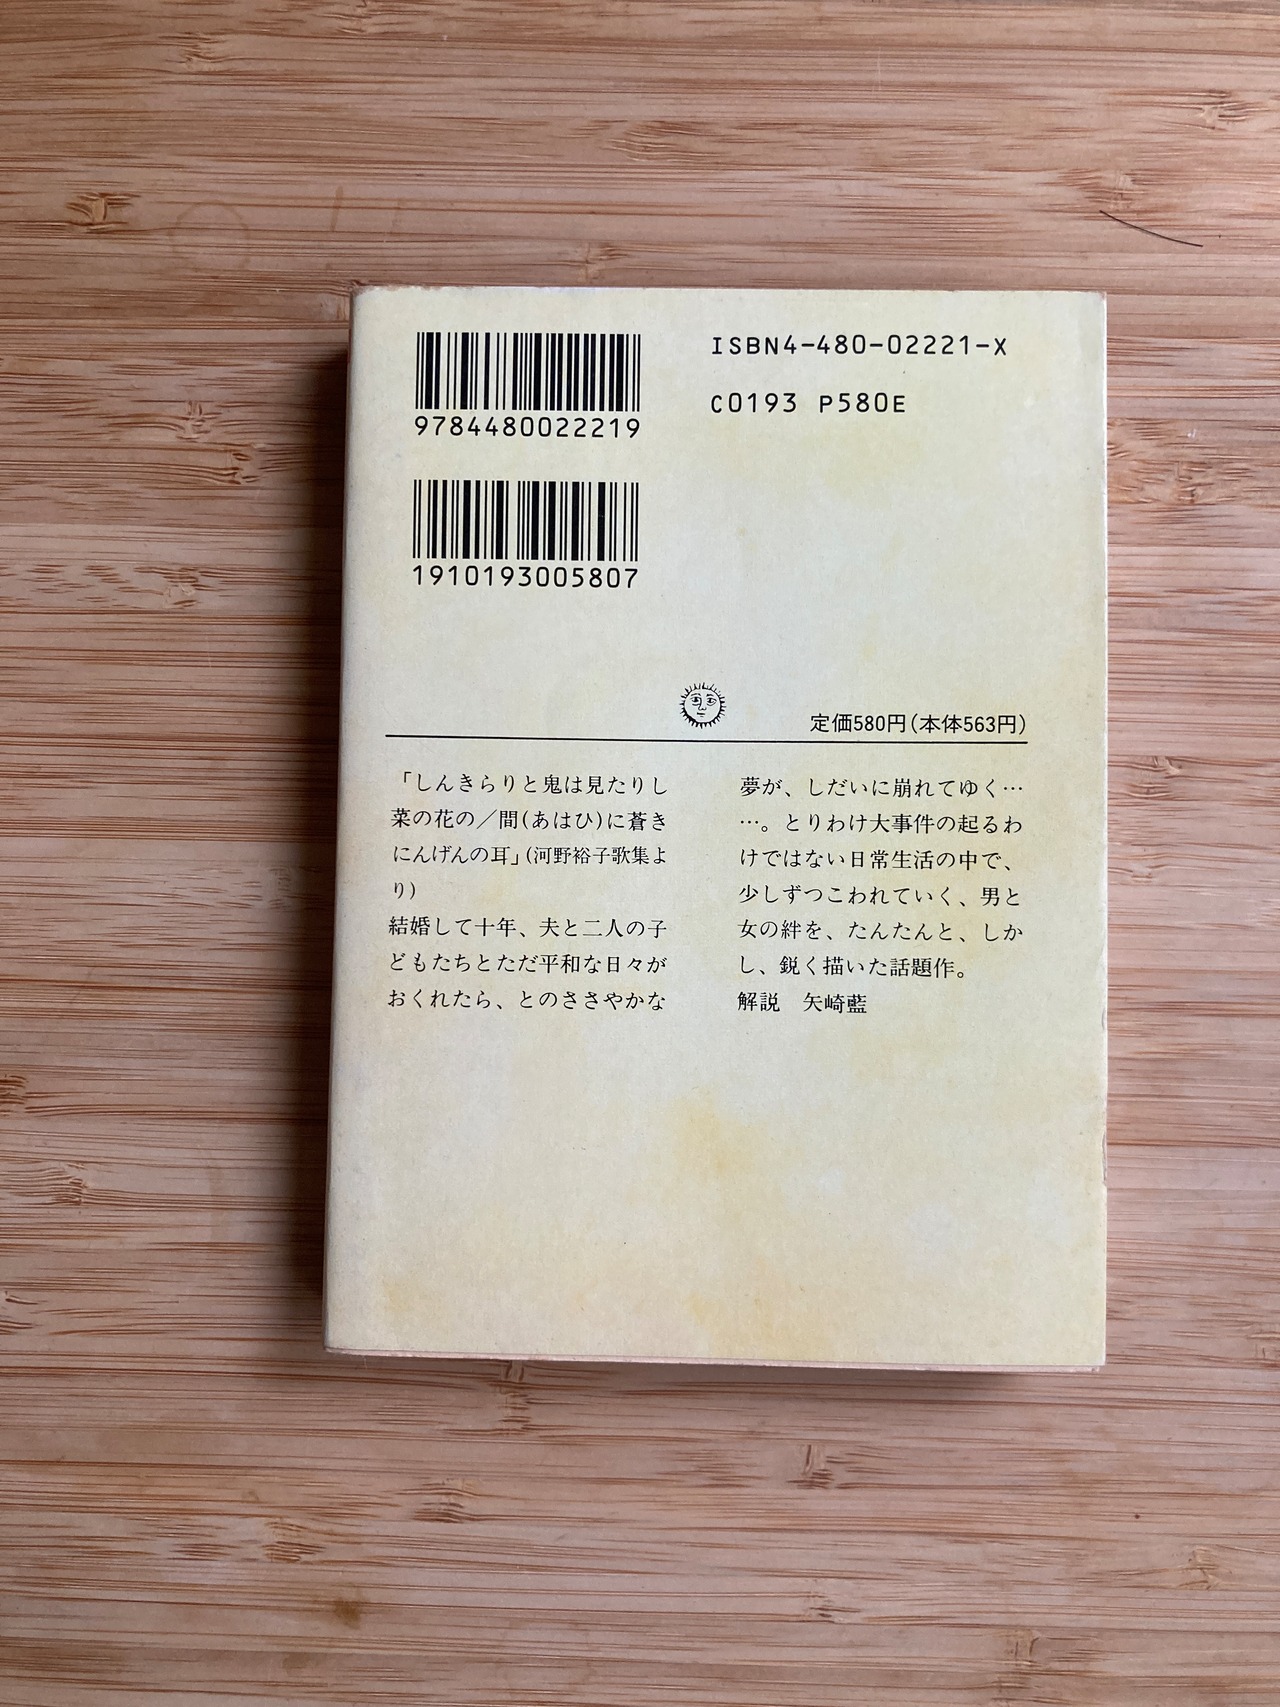 9784480022219
ISBN4-480-02221-X
C0193 P580E
1910193005807
定価580円(本体563円)
「しんきらりと鬼は見たりし
菜の花の／間(あはひ)に蒼き
にんげんの耳」(河野裕子歌集よ
り)
結婚して十年、夫と二人の子
どもたちとただ平和な日々が
おくれたら、とのささやかな
夢が、しだいに崩れてゆく…
…。とりわけ大事件の起るわ
けではない日常生活の中で、
少しずつこわれていく、男と
女の絆を、たんたんと、しか
し、鋭く描いた話題作。
解説　矢崎藍